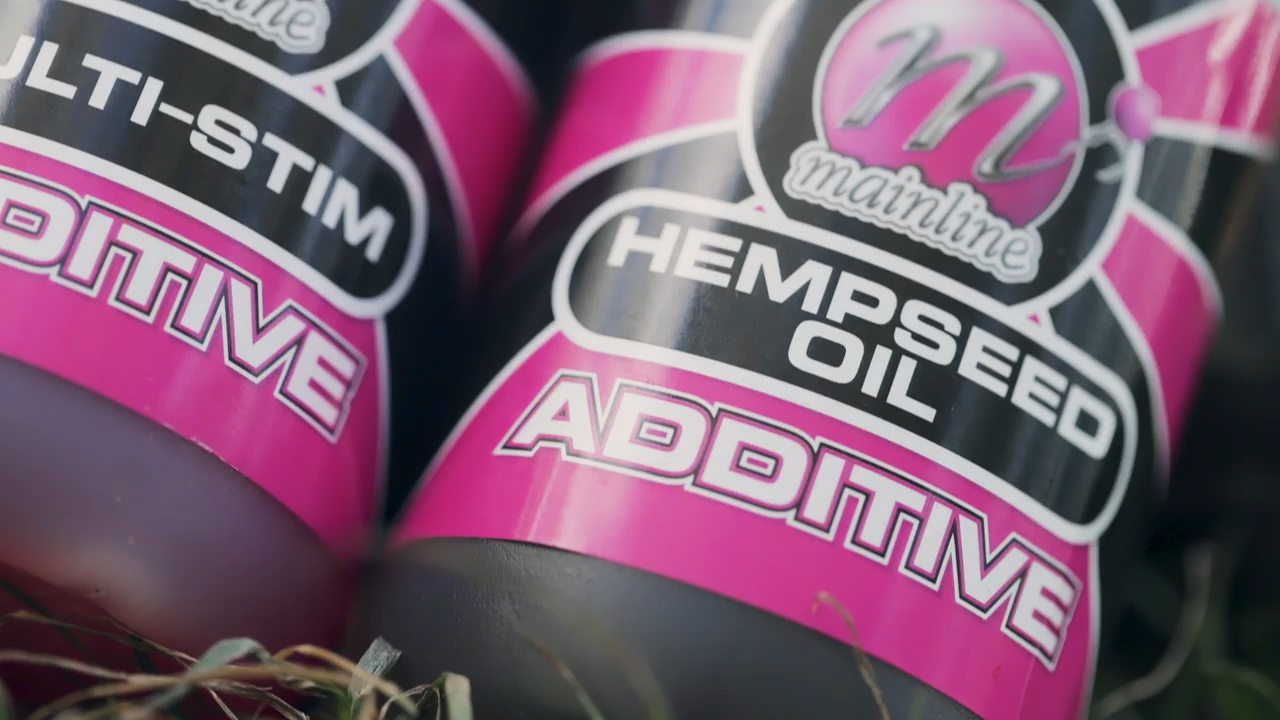 ULTI-STIM
DITIVE
m
mainline
HEMPSEED
OIL
ADDITIVE